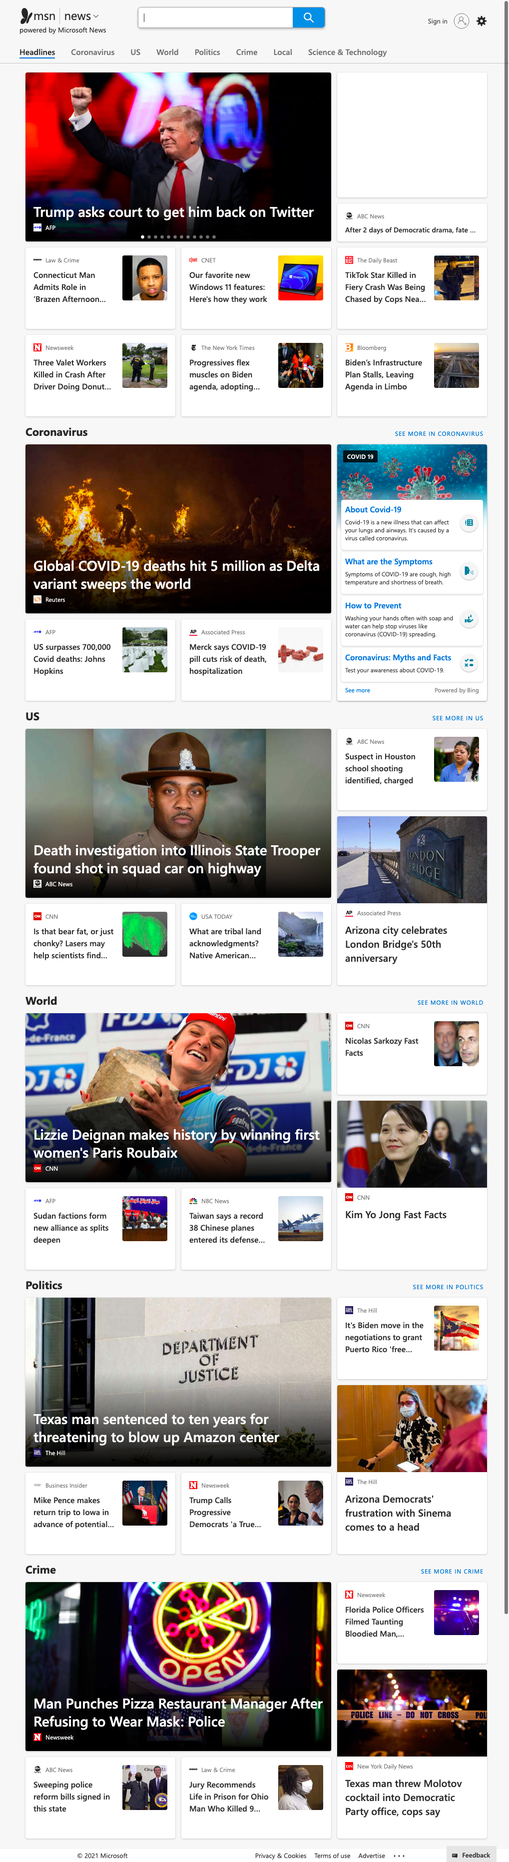 msn | news
powered by Microsoft News
Sign in
Headlines Coronavirus US World Politics Crime Local Science & Technology
Trump asks court to get him back on Twitter
AFP
ABC News
After 2 days of Democratic drama, fate ...
Law & Crime
Connecticut Man
Admits Role in
'Brazen Afternoon...
CNET
Our favorite new
Windows 11 features:
Here's how they work
The Daily Beast
TikTok Star Killed in
Fiery Crash Was Being
Chased by Cops Nea...
Newsweek
Three Valet Workers
Killed in Crash After
Driver Doing Donut...
The New York Times
Progressives flex
muscles on Biden
agenda, adopting...
Bloomberg
Biden's Infrastructure
Plan Stalls, Leaving
Agenda in Limbo
Coronavirus
SEE MORE IN CORONAVIRUS
Global COVID-19 deaths hit 5 million as Delta
variant sweeps the world
Reuters
COVID 19
About Covid-19
Covid-19 is a new illness that can affect
your lungs and airways. It's caused by a
virus called coronavirus.
What are the Symptoms
Symptoms of COVID-19 are cough, high
temperature and shortness of breath.
How to Prevent
Washing your hands often with soap and
water can help stop viruses like
coronavirus (COVID-19) spreading.
Coronavirus: Myths and Facts
Test your awareness about COVID-19.
See more
Powered by Bing
AFP
US surpasses 700,000
Covid deaths: Johns
Hopkins
Associated Press
Merck says COVID-19
pill cuts risk of death,
hospitalization
US
SEE MORE IN US
Death investigation into Illinois State Trooper
found shot in squad car on highway
ABC News
ABC News
Suspect in Houston
school shooting
identified, charged
LONDON
BRIDGE
Associated Press
Arizona city celebrates
London Bridge's 50th
anniversary
CNN
Is that bear fat, or just
chonky? Lasers may
help scientists find...
USA TODAY
What are tribal land
acknowledgments?
Native American...
World
SEE MORE IN WORLD
FDJ
Lizzie Deignan makes history by winning first
women's Paris Roubaix
CNN
CNN
Nicolas Sarkozy Fast
Facts
CNN
Kim Yo Jong Fast Facts
AFP
Sudan factions form
new alliance as splits
deepen
NBC News
Taiwan says a record
38 Chinese planes
entered its defense...
Politics
SEE MORE IN POLITICS
DEPARTMENT
OF
JUSTICE
Texas man sentenced to ten years for
threatening to blow up Amazon center
The Hill
The Hill
It's Biden move in the
negotiations to grant
Puerto Rico 'free...
The Hill
Arizona Democrats'
frustration with Sinema
comes to a head
Business Insider
Mike Pence makes
return trip to Iowa in
advance of potential...
Newsweek
Trump Calls
Progressive
Democrats 'a True...
Crime
SEE MORE IN CRIME
OPEN
Man Punches Pizza Restaurant Manager After
Refusing to Wear Mask: Police
Newsweek
Newsweek
Florida Police Officers
Filmed Taunting
Bloodied Man,...
POLICE LINE - DO NOT CROSS
New York Daily News
Texas man threw Molotov
cocktail into Democratic
Party office, cops say
ABC News
Sweeping police
reform bills signed in
this state
Law & Crime
Jury Recommends
Life in Prison for Ohio
Man Who Killed 9...
© 2021 Microsoft
Privacy & Cookies Terms of use Advertise ...
Feedback